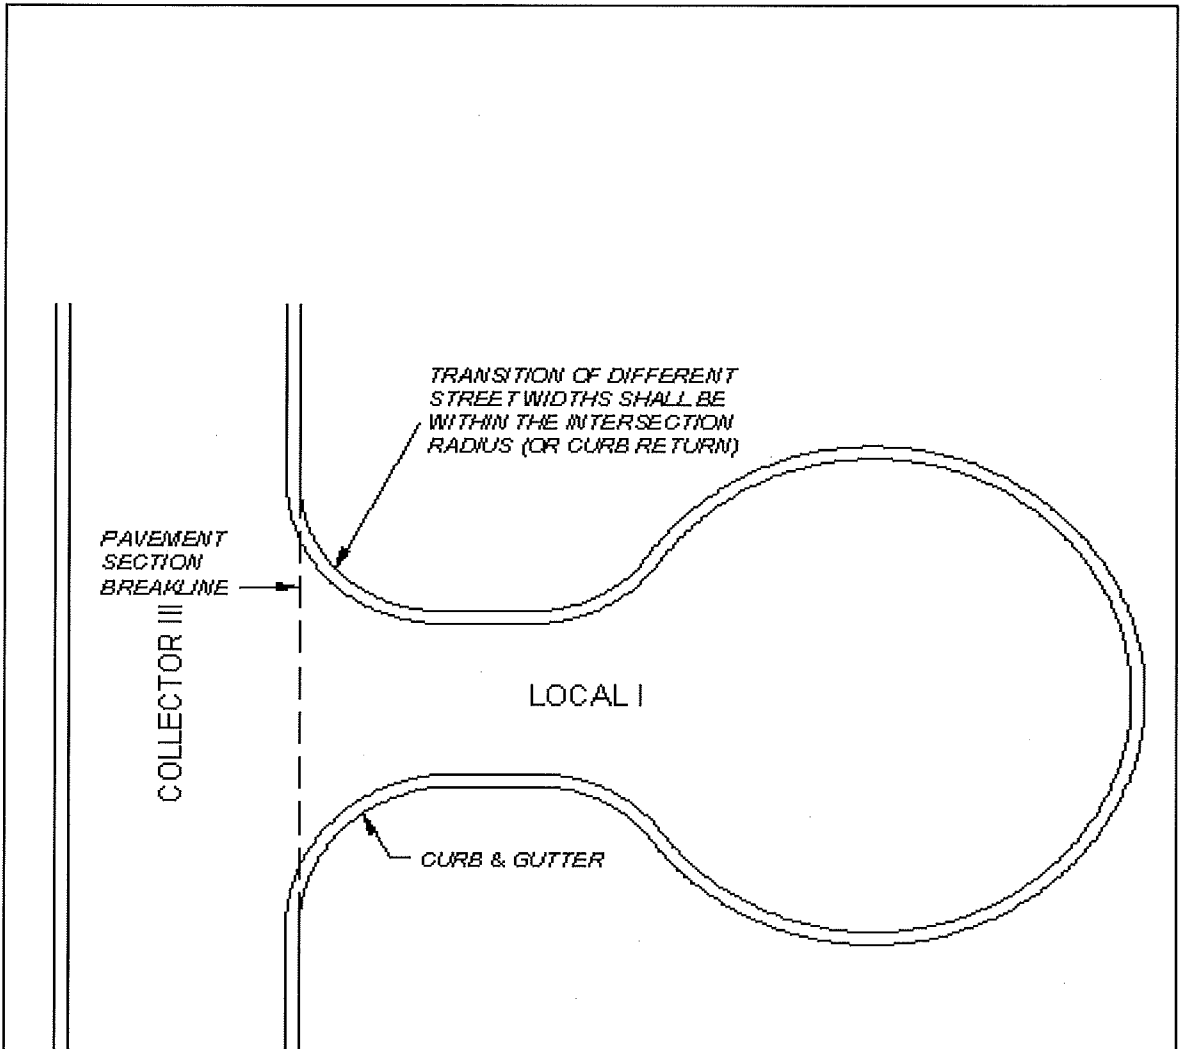 TRANSITION OF DIFFERENT
STREET WIDTHS SHALL BE
WITHIN THE INTERSECTION
RADIUS (OR CURB RETURN)
PAVEMENT
SECTION
BREAKLINE
COLLECTOR III
LOCAL I
CURB & GUTTER